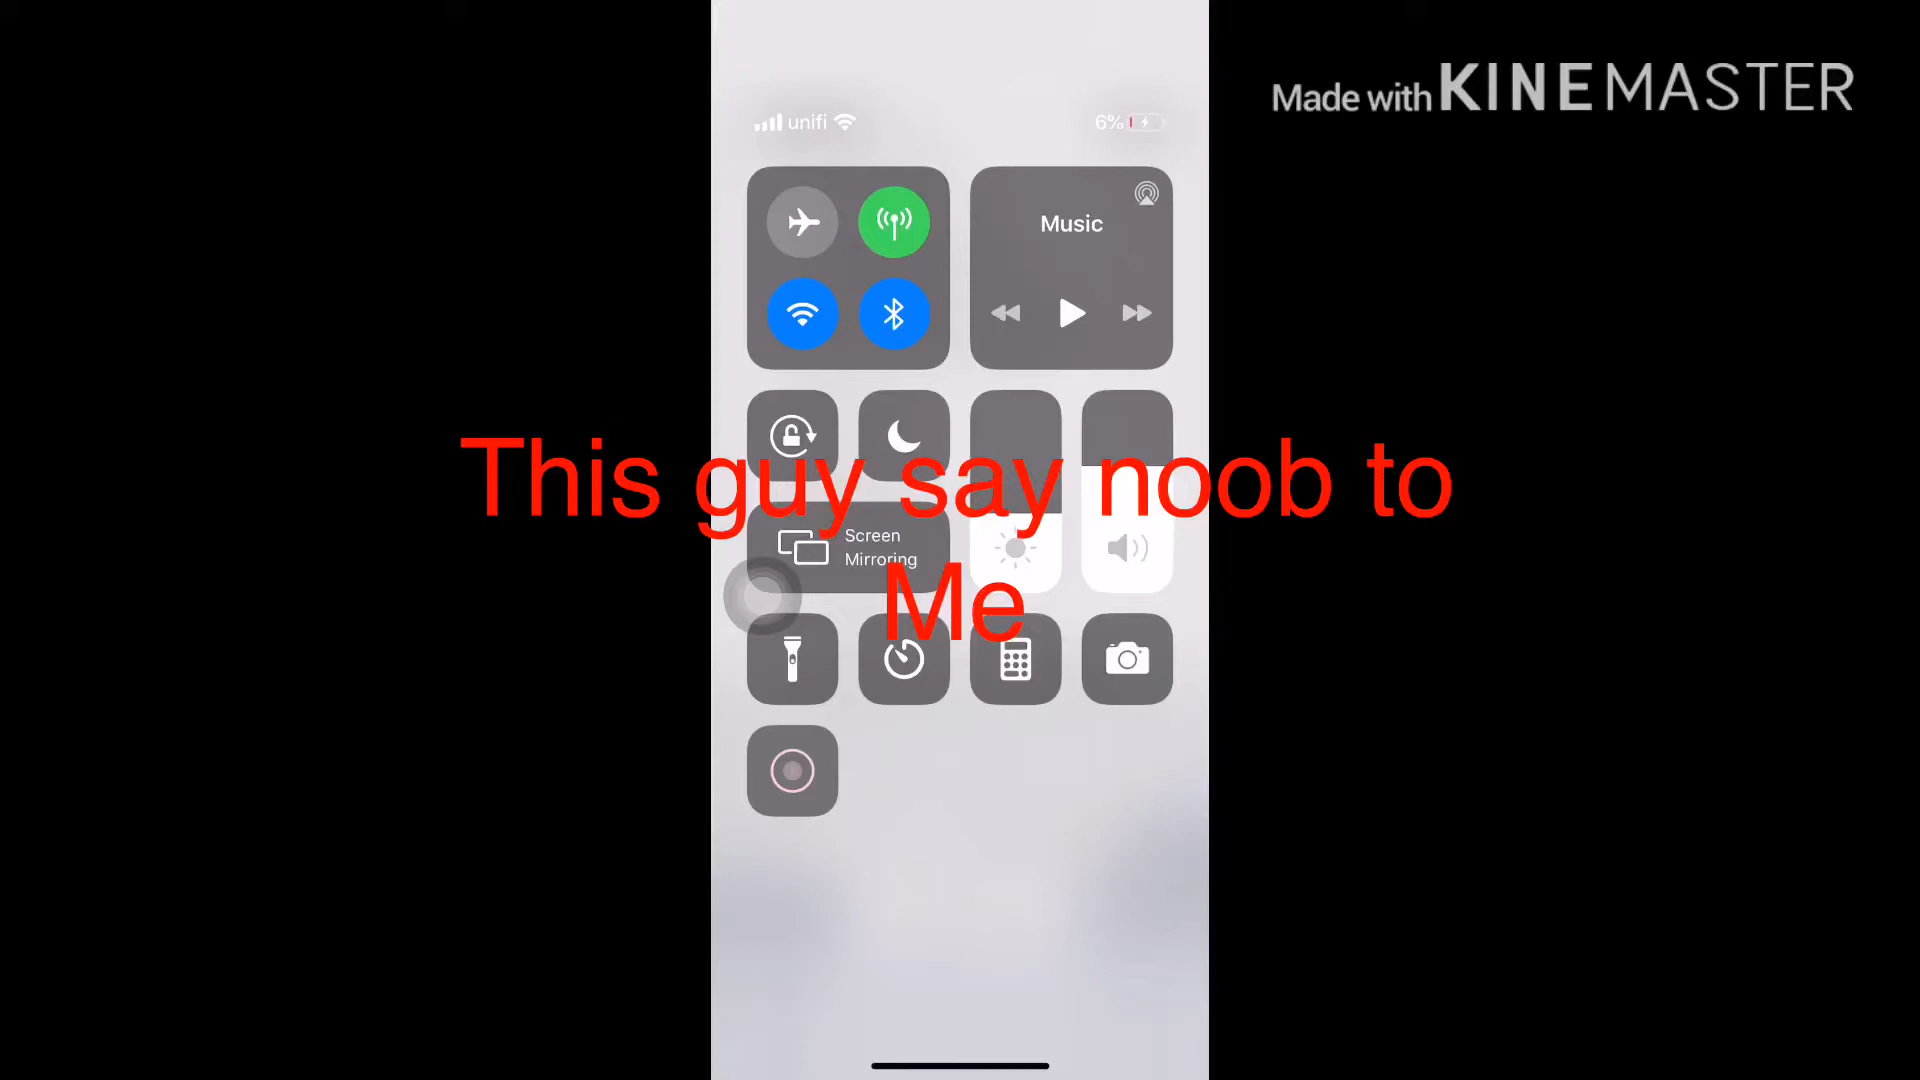 Made with KINEMASTER
unifi 6%
Music
This guy say noob to
Me
Screen
Mirroring